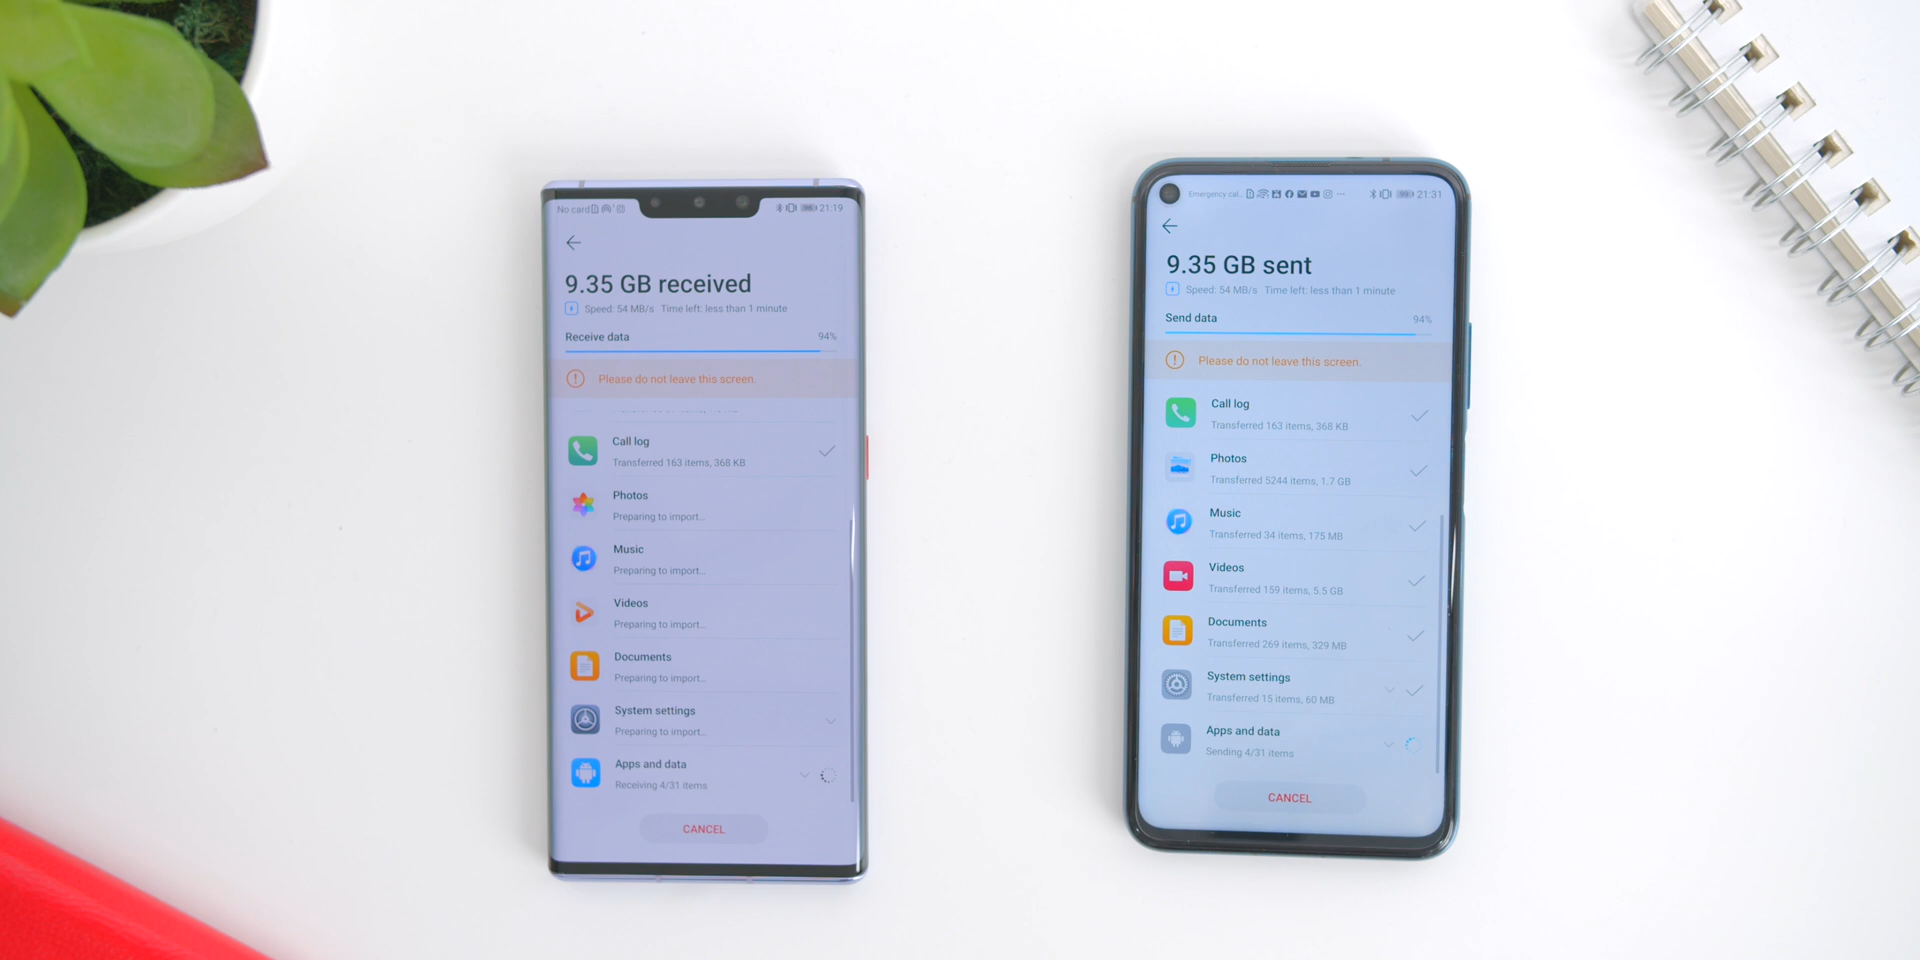 No card
98
21:19
9.35 GB received
Speed: 54 MB/s Time left: less than 1 minute
Receive data 94%
Please do not leave this screen.
Call log
Transferred 163 items, 368 KB
Photos
Preparing to import...
Music
Preparing to import...
Videos
Preparing to import...
Documents
Preparing to import...
System settings
Preparing to import...
Apps and data
Receiving 4/31 items
CANCEL
Emergency cal...
99
21:31
9.35 GB sent
Speed: 54 MB/s Time left: less than 1 minute
Send data 94%
Please do not leave this screen.
Call log
Transferred 163 items, 368 KB
Photos
Transferred 5244 items, 1.7 GB
Music
Transferred 34 items, 175 MB
Videos
Transferred 159 items, 5.5 GB
Documents
Transferred 269 items, 329 MB
System settings
Transferred 15 items, 60 MB
Apps and data
Sending 4/31 items
CANCEL